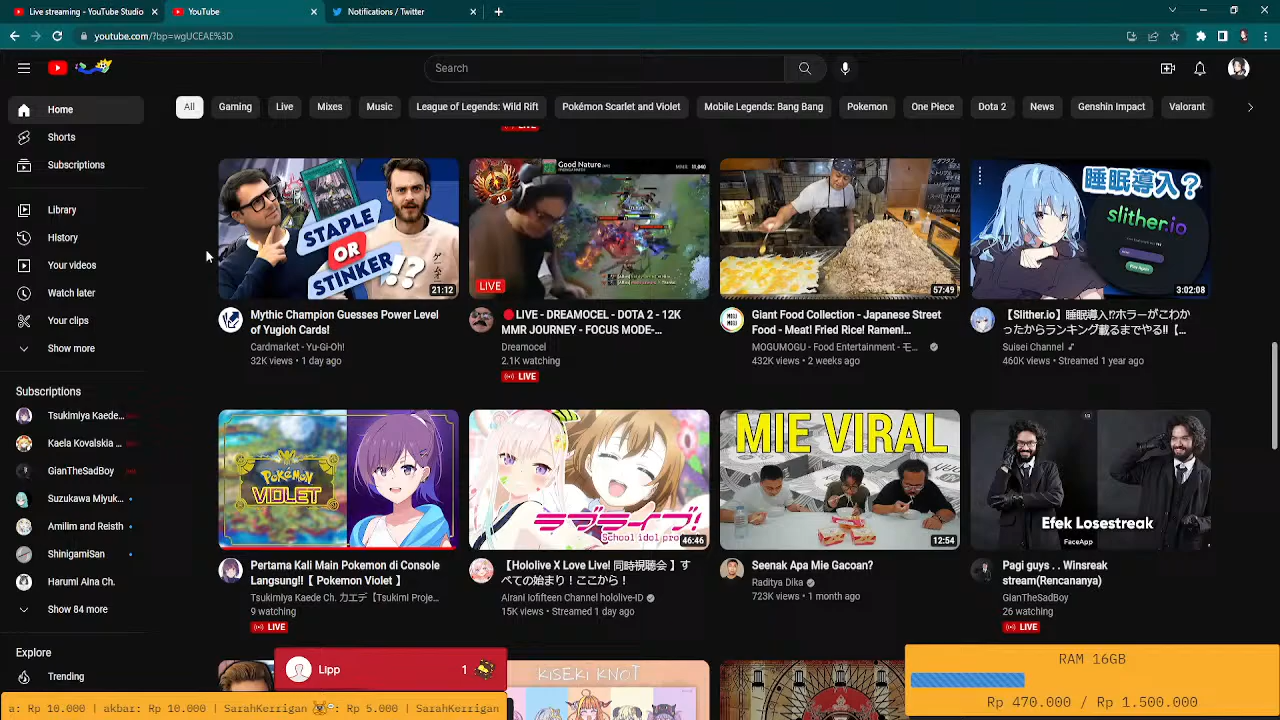 Live streaming - YouTube Studio
YouTube
Notifications / Twitter
youtube.com/?bp=wgUCEAE%3D
Search
All
Gaming
Live
Mixes
Music
League of Legends: Wild Rift
Pokémon Scarlet and Violet
Mobile Legends: Bang Bang
Pokemon
One Piece
Dota 2
News
Genshin Impact
Valorant
Home
Shorts
Subscriptions
Library
History
Your videos
Watch later
Your clips
Show more
Subscriptions
Tsukimiya Kaede...
Kaela Kovalskia ...
GianTheSadBoy
Suzukawa Miyuk...
Amilim and Reisth
ShinigamiSan
Harumi Aina Ch.
Show 84 more
Explore
Trending
LIVE
STAPLE
OR
STINKER!?
21:12
Mythic Champion Guesses Power Level
of Yugioh Cards!
Cardmarket - Yu-Gi-Oh!
32K views • 1 day ago
Good Nature
10
LIVE
🔴LIVE - DREAMOCEL - DOTA 2 - 12K
MMR JOURNEY - FOCUS MODE-...
Dreamocel
2.1K watching
LIVE
57:49
MOGU
MOGU
Giant Food Collection - Japanese Street
Food - Meat! Fried Rice! Ramen!...
MOGUMOGU - Food Entertainment - モ...
432K views • 2 weeks ago
睡眠導入?
slither.io
Play Again
3:02:08
【Slither.io】睡眠導入!?ホラーがこわか
ったからランキング載るまでやる!!【...
Suisei Channel ♪
460K views • Streamed 1 year ago
POKÉMON
VIOLET
Pertama Kali Main Pokemon di Console
Langsung!!【 Pokemon Violet 】
Tsukimiya Kaede Ch. カエデ【Tsukimi Proje...
9 watching
LIVE
ラブライブ!
School idol project
46:46
【Hololive X Love Live! 同時視聴会 】す
べての始まり！ここから！
Airani Iofifteen Channel hololive-ID
15K views • Streamed 1 day ago
MIE VIRAL
12:54
Seenak Apa Mie Gacoan?
Raditya Dika
723K views • 1 month ago
Efek Losestreak
FaceApp
Pagi guys . . Winsreak
stream(Rencananya)
GianTheSadBoy
26 watching
LIVE
KISEKI KNOT
Lipp
1
a: Rp 10.000 | akbar: Rp 10.000 | SarahKerrigan : Rp 5.000 | SarahKerrigan
RAM 16GB
Rp 470.000 / Rp 1.500.000